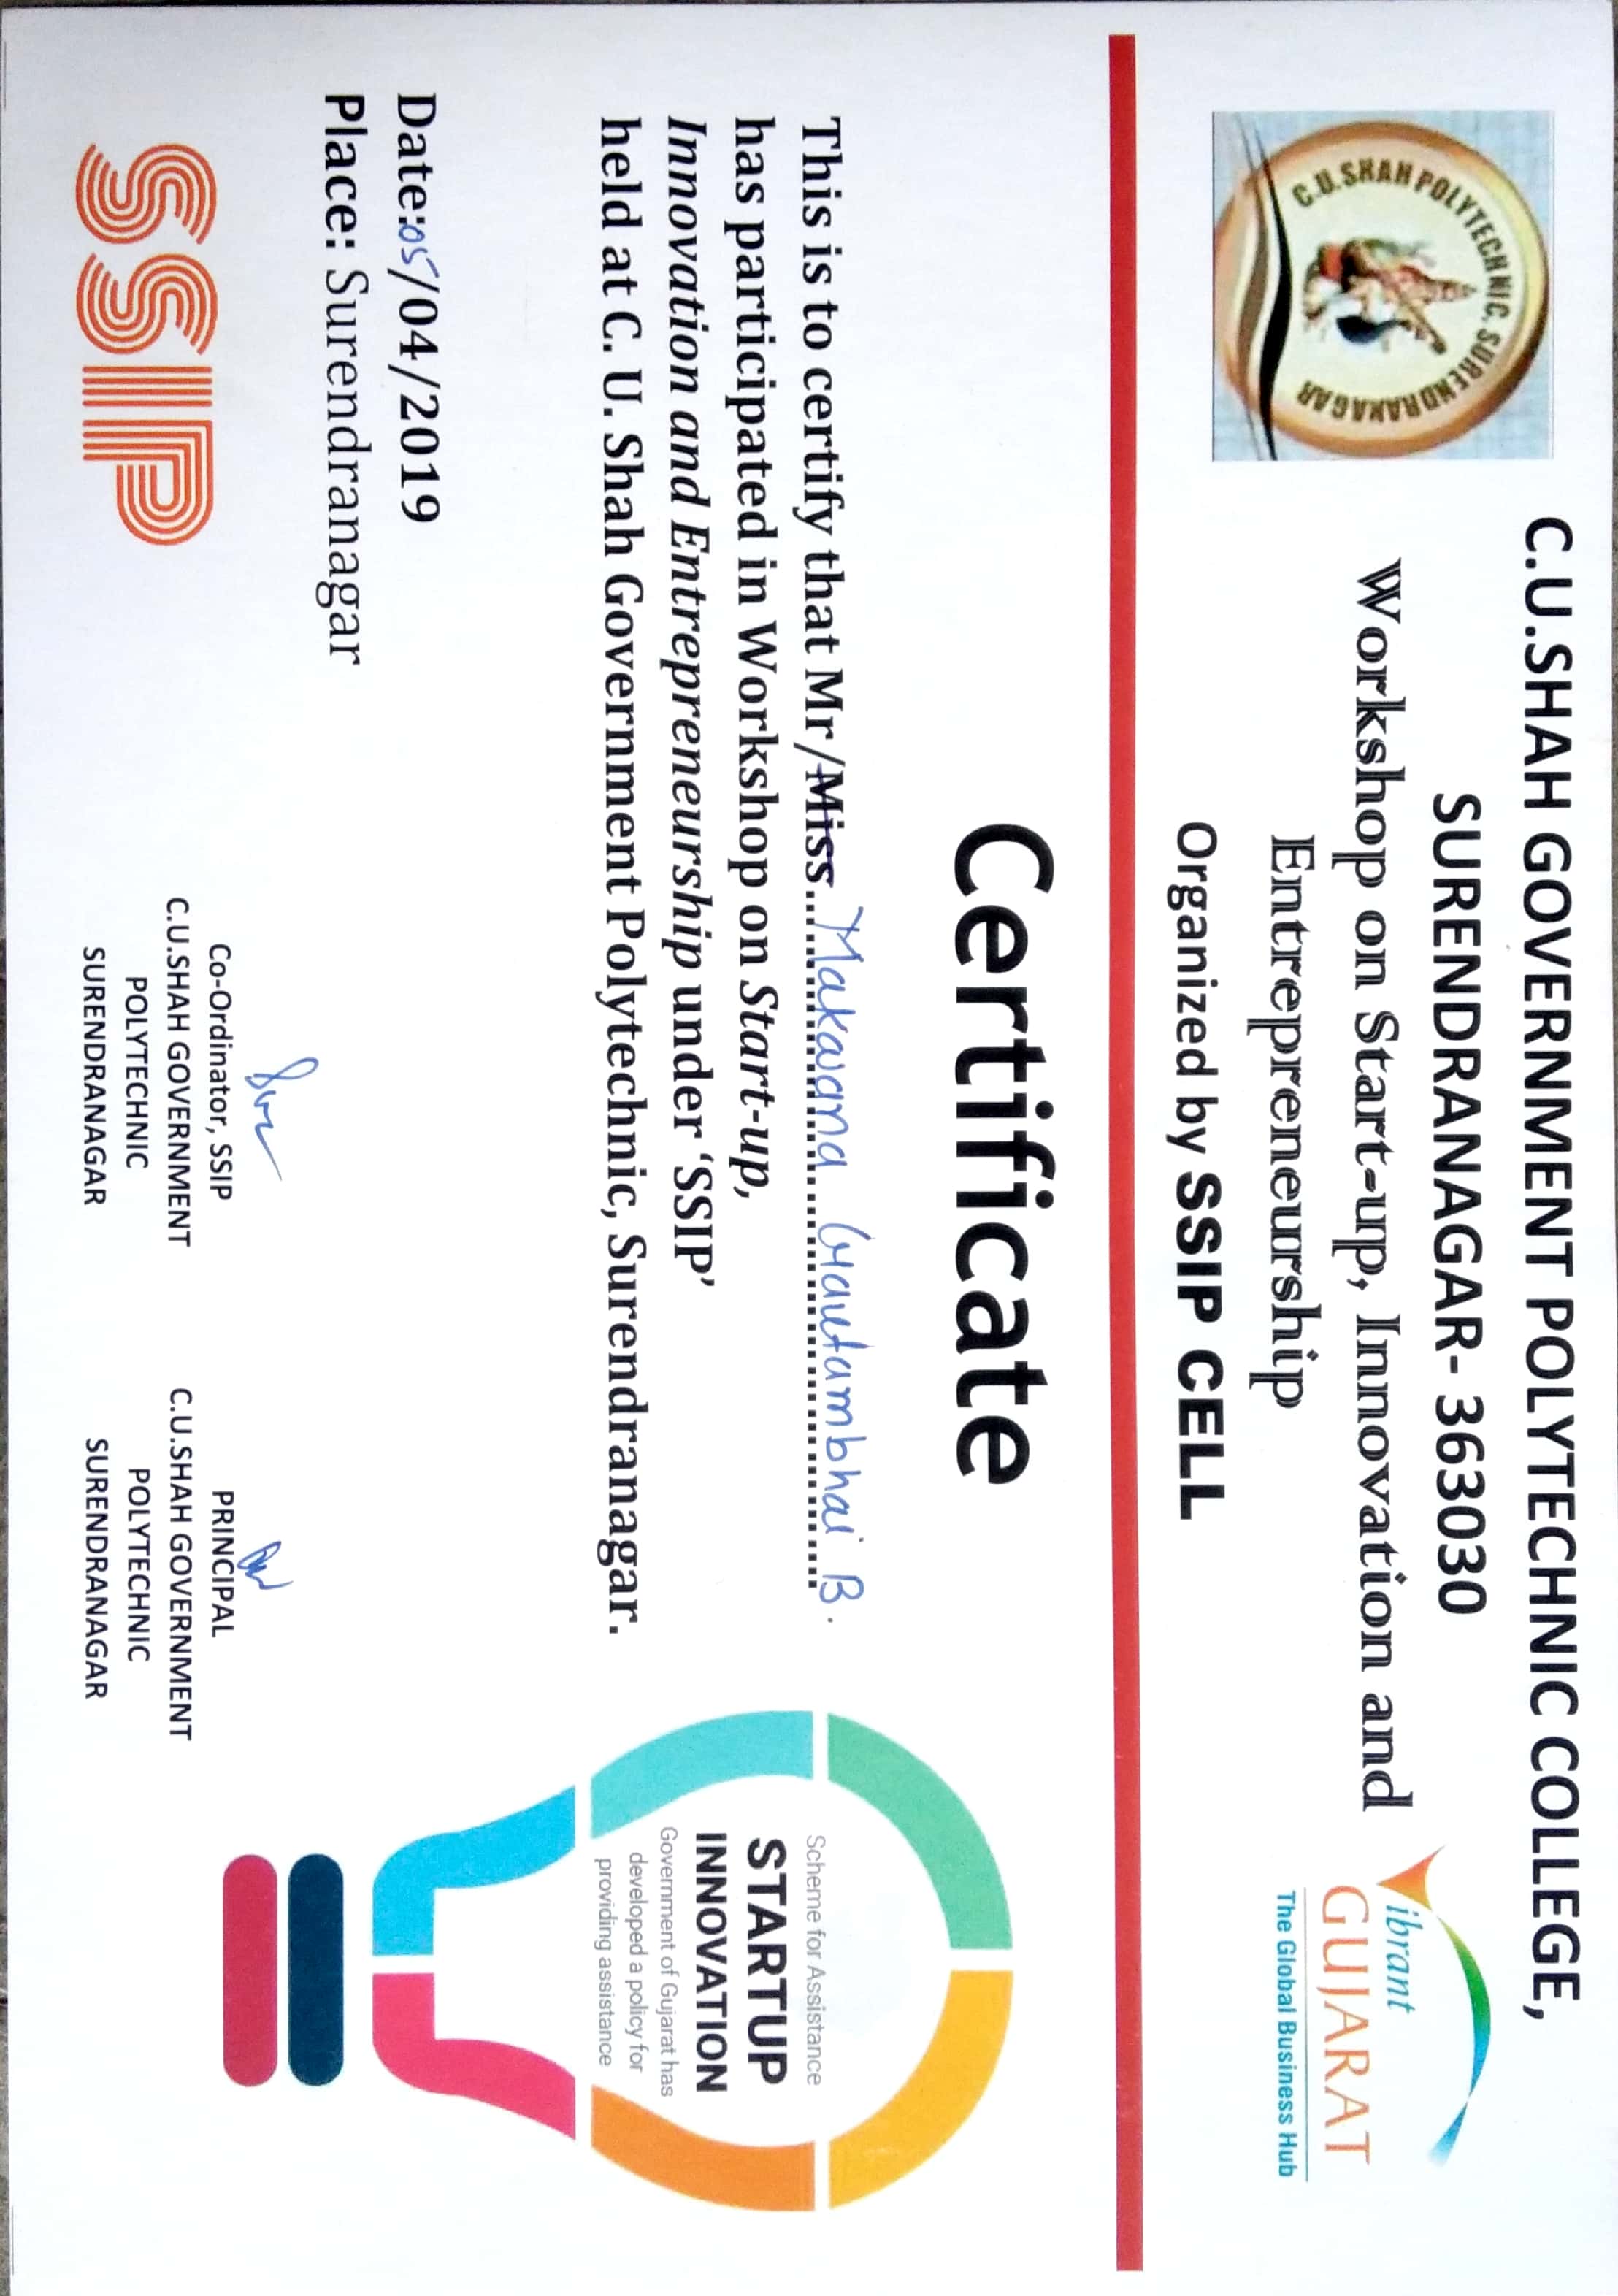 C.U.SHAH GOVERNMENT POLYTECHNIC COLLEGE,
SURENDRANAGAR- 363030
Workshop on Start-up, Innovation and
Entrepreneurship
Organized by SSIP CELL
C.U.SHAH POLYTECHNIC, SURENDRANAGAR
Vibrant
GUJARAT
The Global Business Hub
Certificate
This is to certify that Mr/Miss Makwana Gautambhai B.
has participated in Workshop on Start-up,
Innovation and Entrepreneurship under ‘SSIP’
held at C. U. Shah Government Polytechnic, Surendranagar.
Scheme for Assistance
STARTUP
INNOVATION
Government of Gujarat has
developed a policy for
providing assistance
Date:05/04/2019
Place: Surendranagar
SSIP
Co-Ordinator, SSIP
C.U.SHAH GOVERNMENT
POLYTECHNIC
SURENDRANAGAR
PRINCIPAL
C.U.SHAH GOVERNMENT
POLYTECHNIC
SURENDRANAGAR